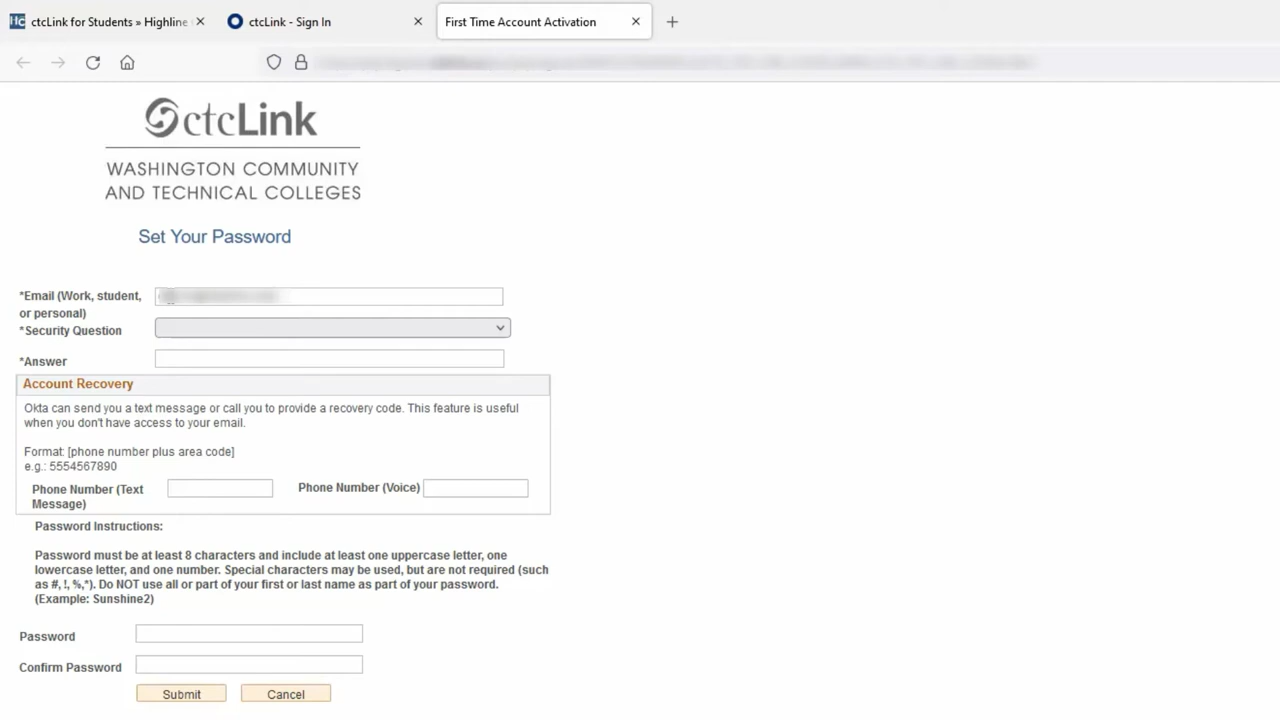 ctcLink for Students » Highline
ctcLink - Sign In
First Time Account Activation
ctcLink
WASHINGTON COMMUNITY
AND TECHNICAL COLLEGES
Set Your Password
*Email (Work, student,
or personal)
*Security Question
*Answer
Account Recovery
Okta can send you a text message or call you to provide a recovery code. This feature is useful
when you don't have access to your email.
Format: [phone number plus area code]
e.g.: 5554567890
Phone Number (Text
Message)
Phone Number (Voice)
Password Instructions:
Password must be at least 8 characters and include at least one uppercase letter, one
lowercase letter, and one number. Special characters may be used, but are not required (such
as #, !, %,*). Do NOT use all or part of your first or last name as part of your password.
(Example: Sunshine2)
Password
Confirm Password
Submit Cancel